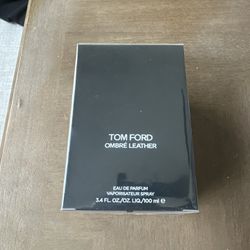 TOM FORD
OMBRÉ LEATHER
EAU DE PARFUM
VAPORISATEUR SPRAY
3.4 FL. OZ./OZ. LIQ./100 ml ℮